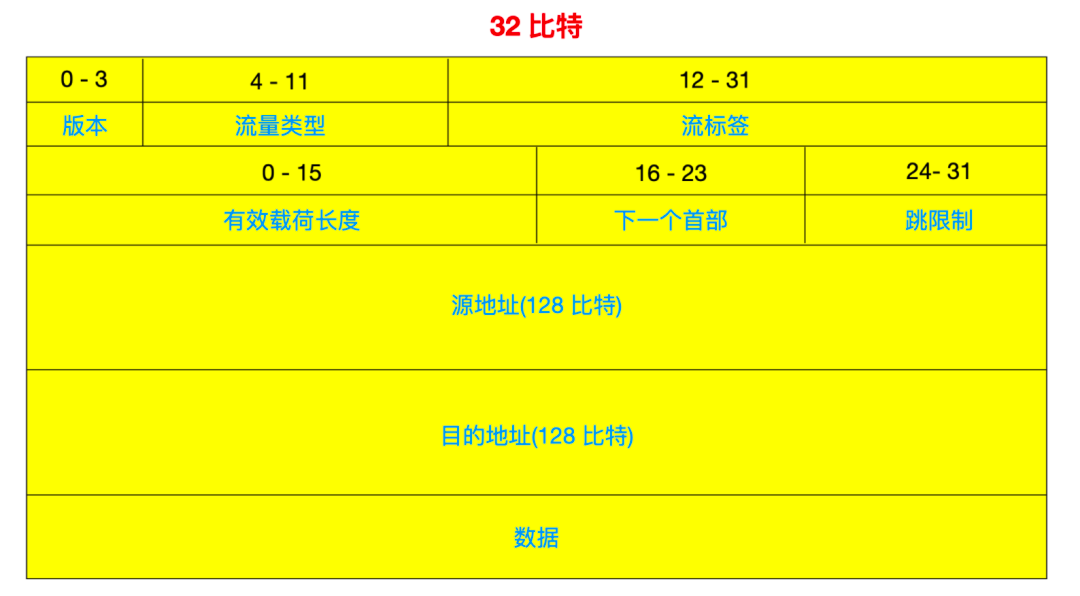 32 比特
0 - 3 4 - 11 12 - 31
版本 流量类型 流标签
0 - 15 16 - 23 24- 31
有效载荷长度 下一个首部 跳限制
源地址(128 比特)
目的地址(128 比特)
数据